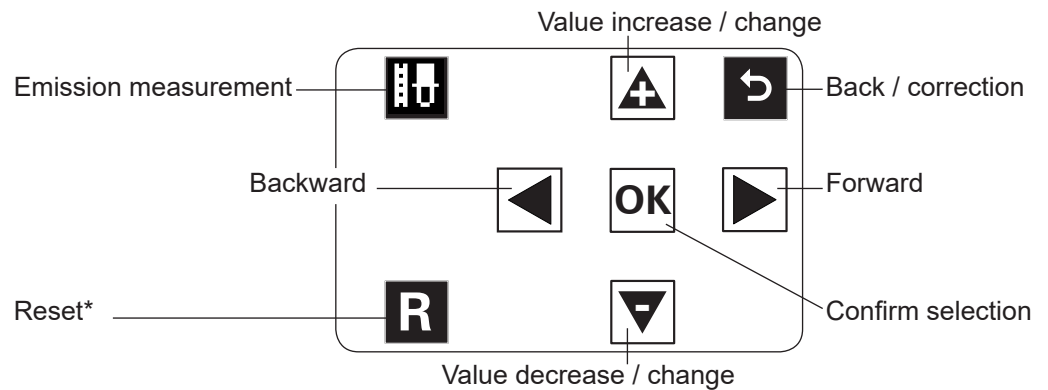 Value increase / change
Emission measurement
+
Back / correction
Backward
OK
Forward
Reset*
R
-
Confirm selection
Value decrease / change